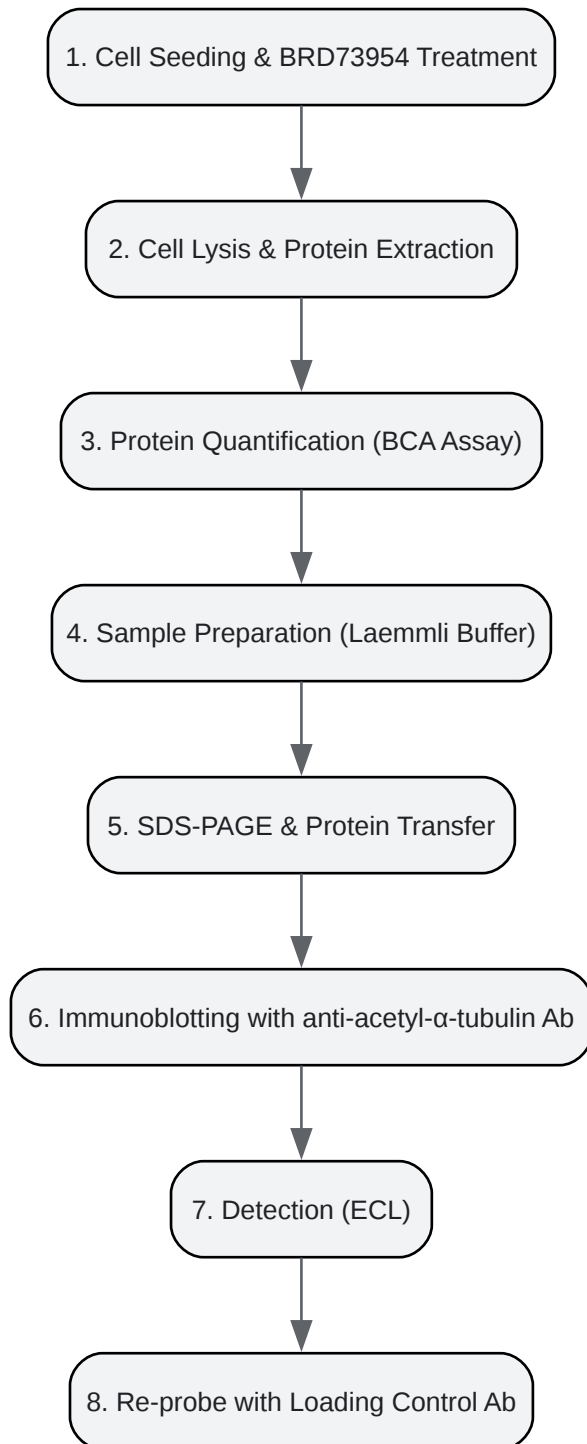 1. Cell Seeding & BRD73954 Treatment
2. Cell Lysis & Protein Extraction
3. Protein Quantification (BCA Assay)
4. Sample Preparation (Laemmli Buffer)
5. SDS-PAGE & Protein Transfer
6. Immunoblotting with anti-acetyl-α-tubulin Ab
7. Detection (ECL)
8. Re-probe with Loading Control Ab